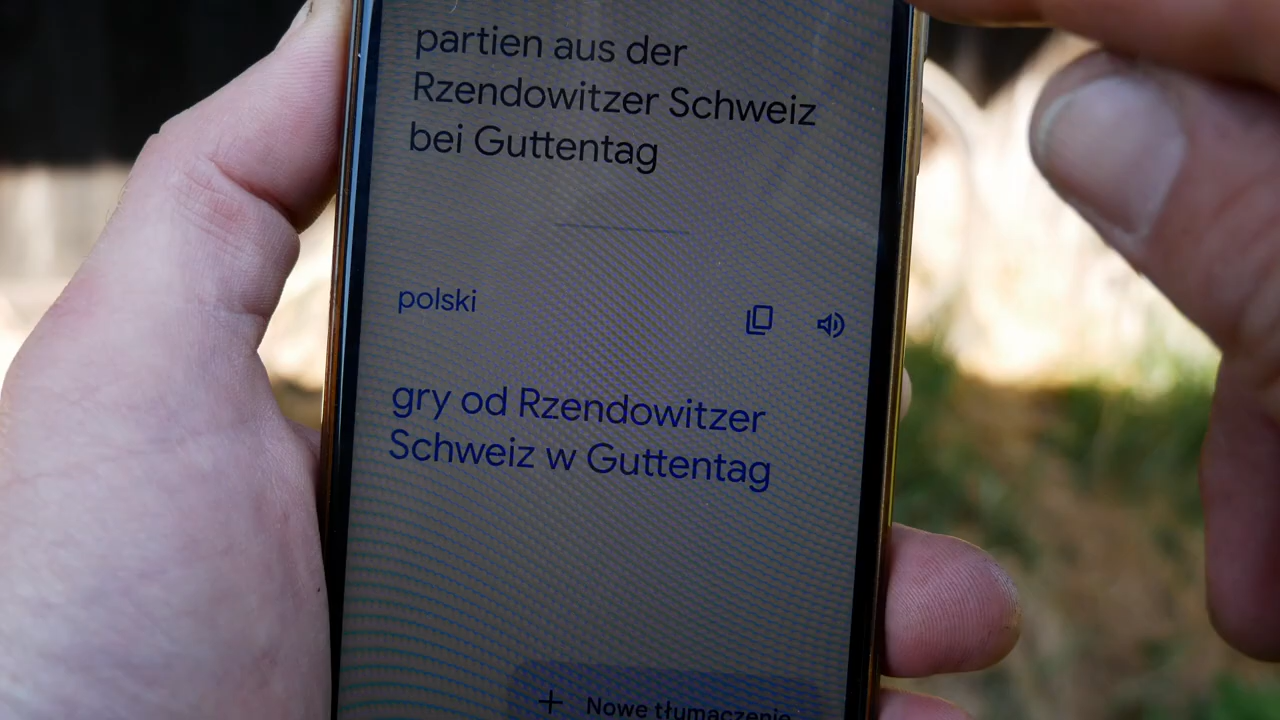 partien aus der
Rzendowitzer Schweiz
bei Guttentag
polski
gry od Rzendowitzer
Schweiz w Guttentag
+ Nowe tłumaczenie